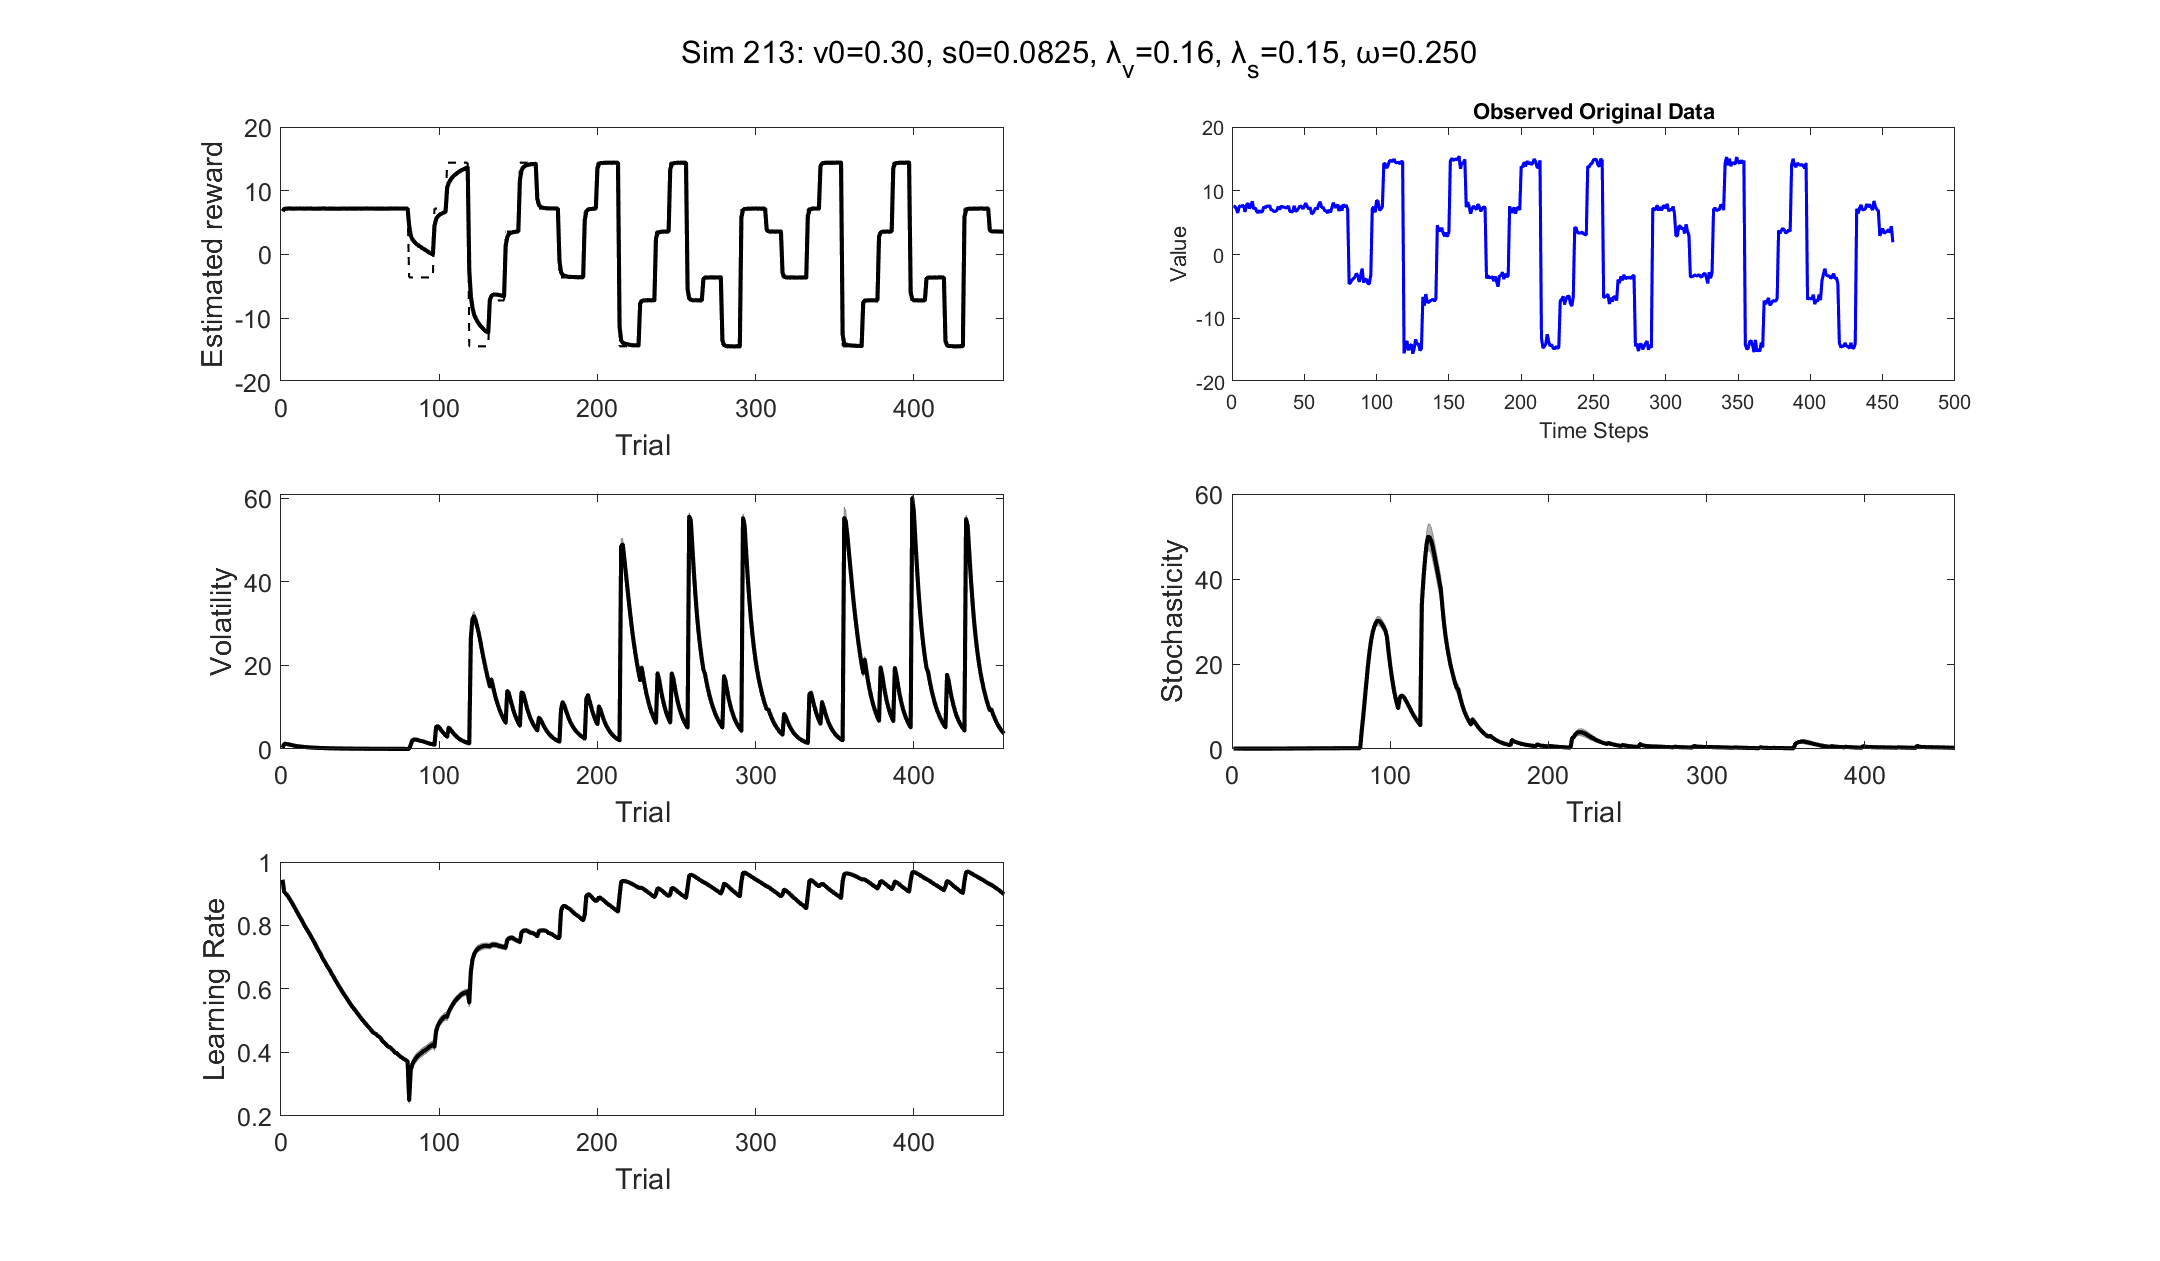 Sim 213: v0=0.30, s0=0.0825, λv=0.16, λs=0.15, ω=0.250
Estimated reward
20
10
0
-10
-20
0 100 200 300 400
Trial
Observed Original Data
Value
20
10
0
-10
-20
0 50 100 150 200 250 300 350 400 450 500
Time Steps
Volatility
60
40
20
0
0 100 200 300 400
Trial
Stochasticity
60
40
20
0
0 100 200 300 400
Trial
Learning Rate
1
0.8
0.6
0.4
0.2
0 100 200 300 400
Trial